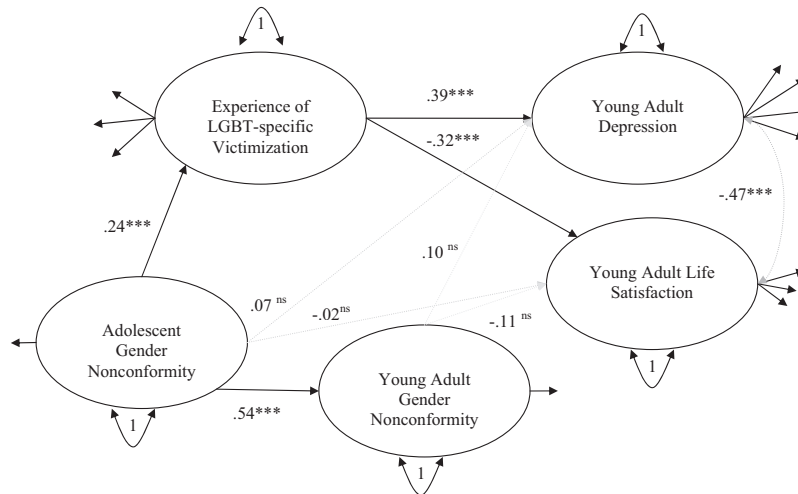 1
1
Experience of
LGBT-specific
Victimization
.39***
Young Adult
Depression
-.32***
-.47***
.24***
.10 ns
Young Adult Life
Satisfaction
.07 ns
-.02ns
-.11 ns
Adolescent
Gender
Nonconformity
Young Adult
Gender
Nonconformity
.54***
1
1
1